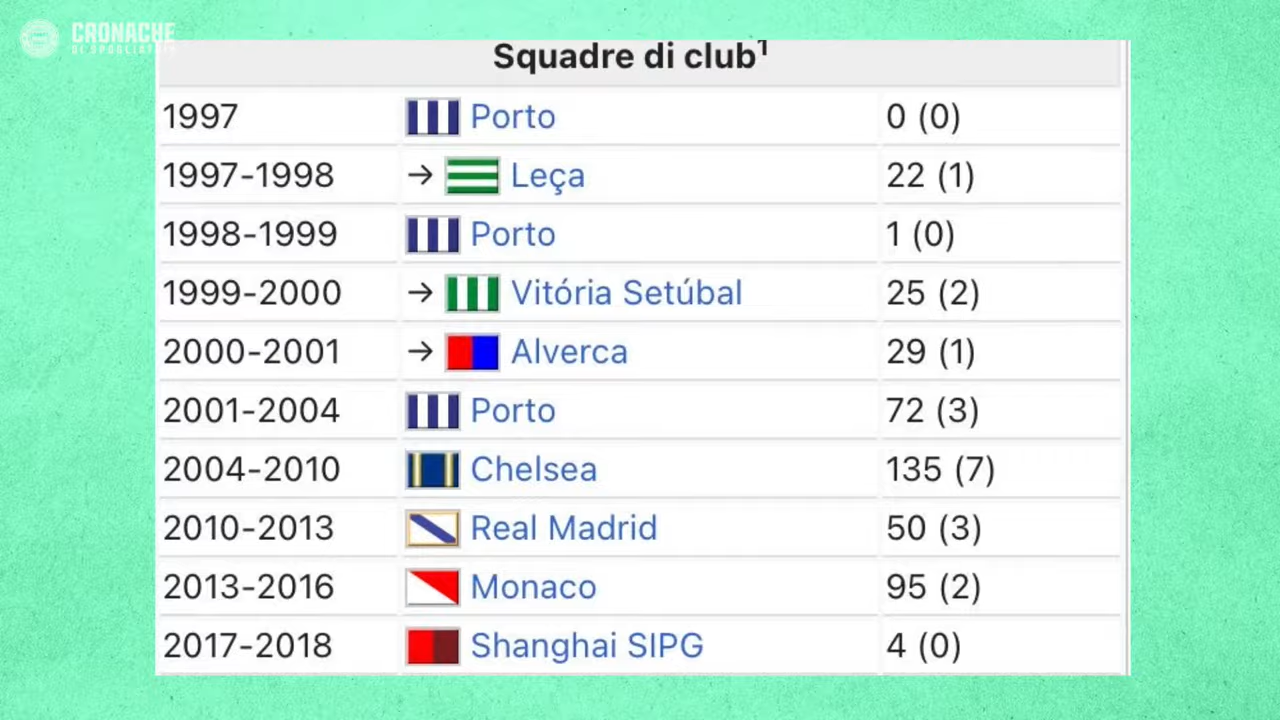 CRONACHE
DI SPOGLIATOIO
Squadre di club¹
1997 Porto 0 (0)
1997-1998 → Leça 22 (1)
1998-1999 Porto 1 (0)
1999-2000 → Vitória Setúbal 25 (2)
2000-2001 → Alverca 29 (1)
2001-2004 Porto 72 (3)
2004-2010 Chelsea 135 (7)
2010-2013 Real Madrid 50 (3)
2013-2016 Monaco 95 (2)
2017-2018 Shanghai SIPG 4 (0)